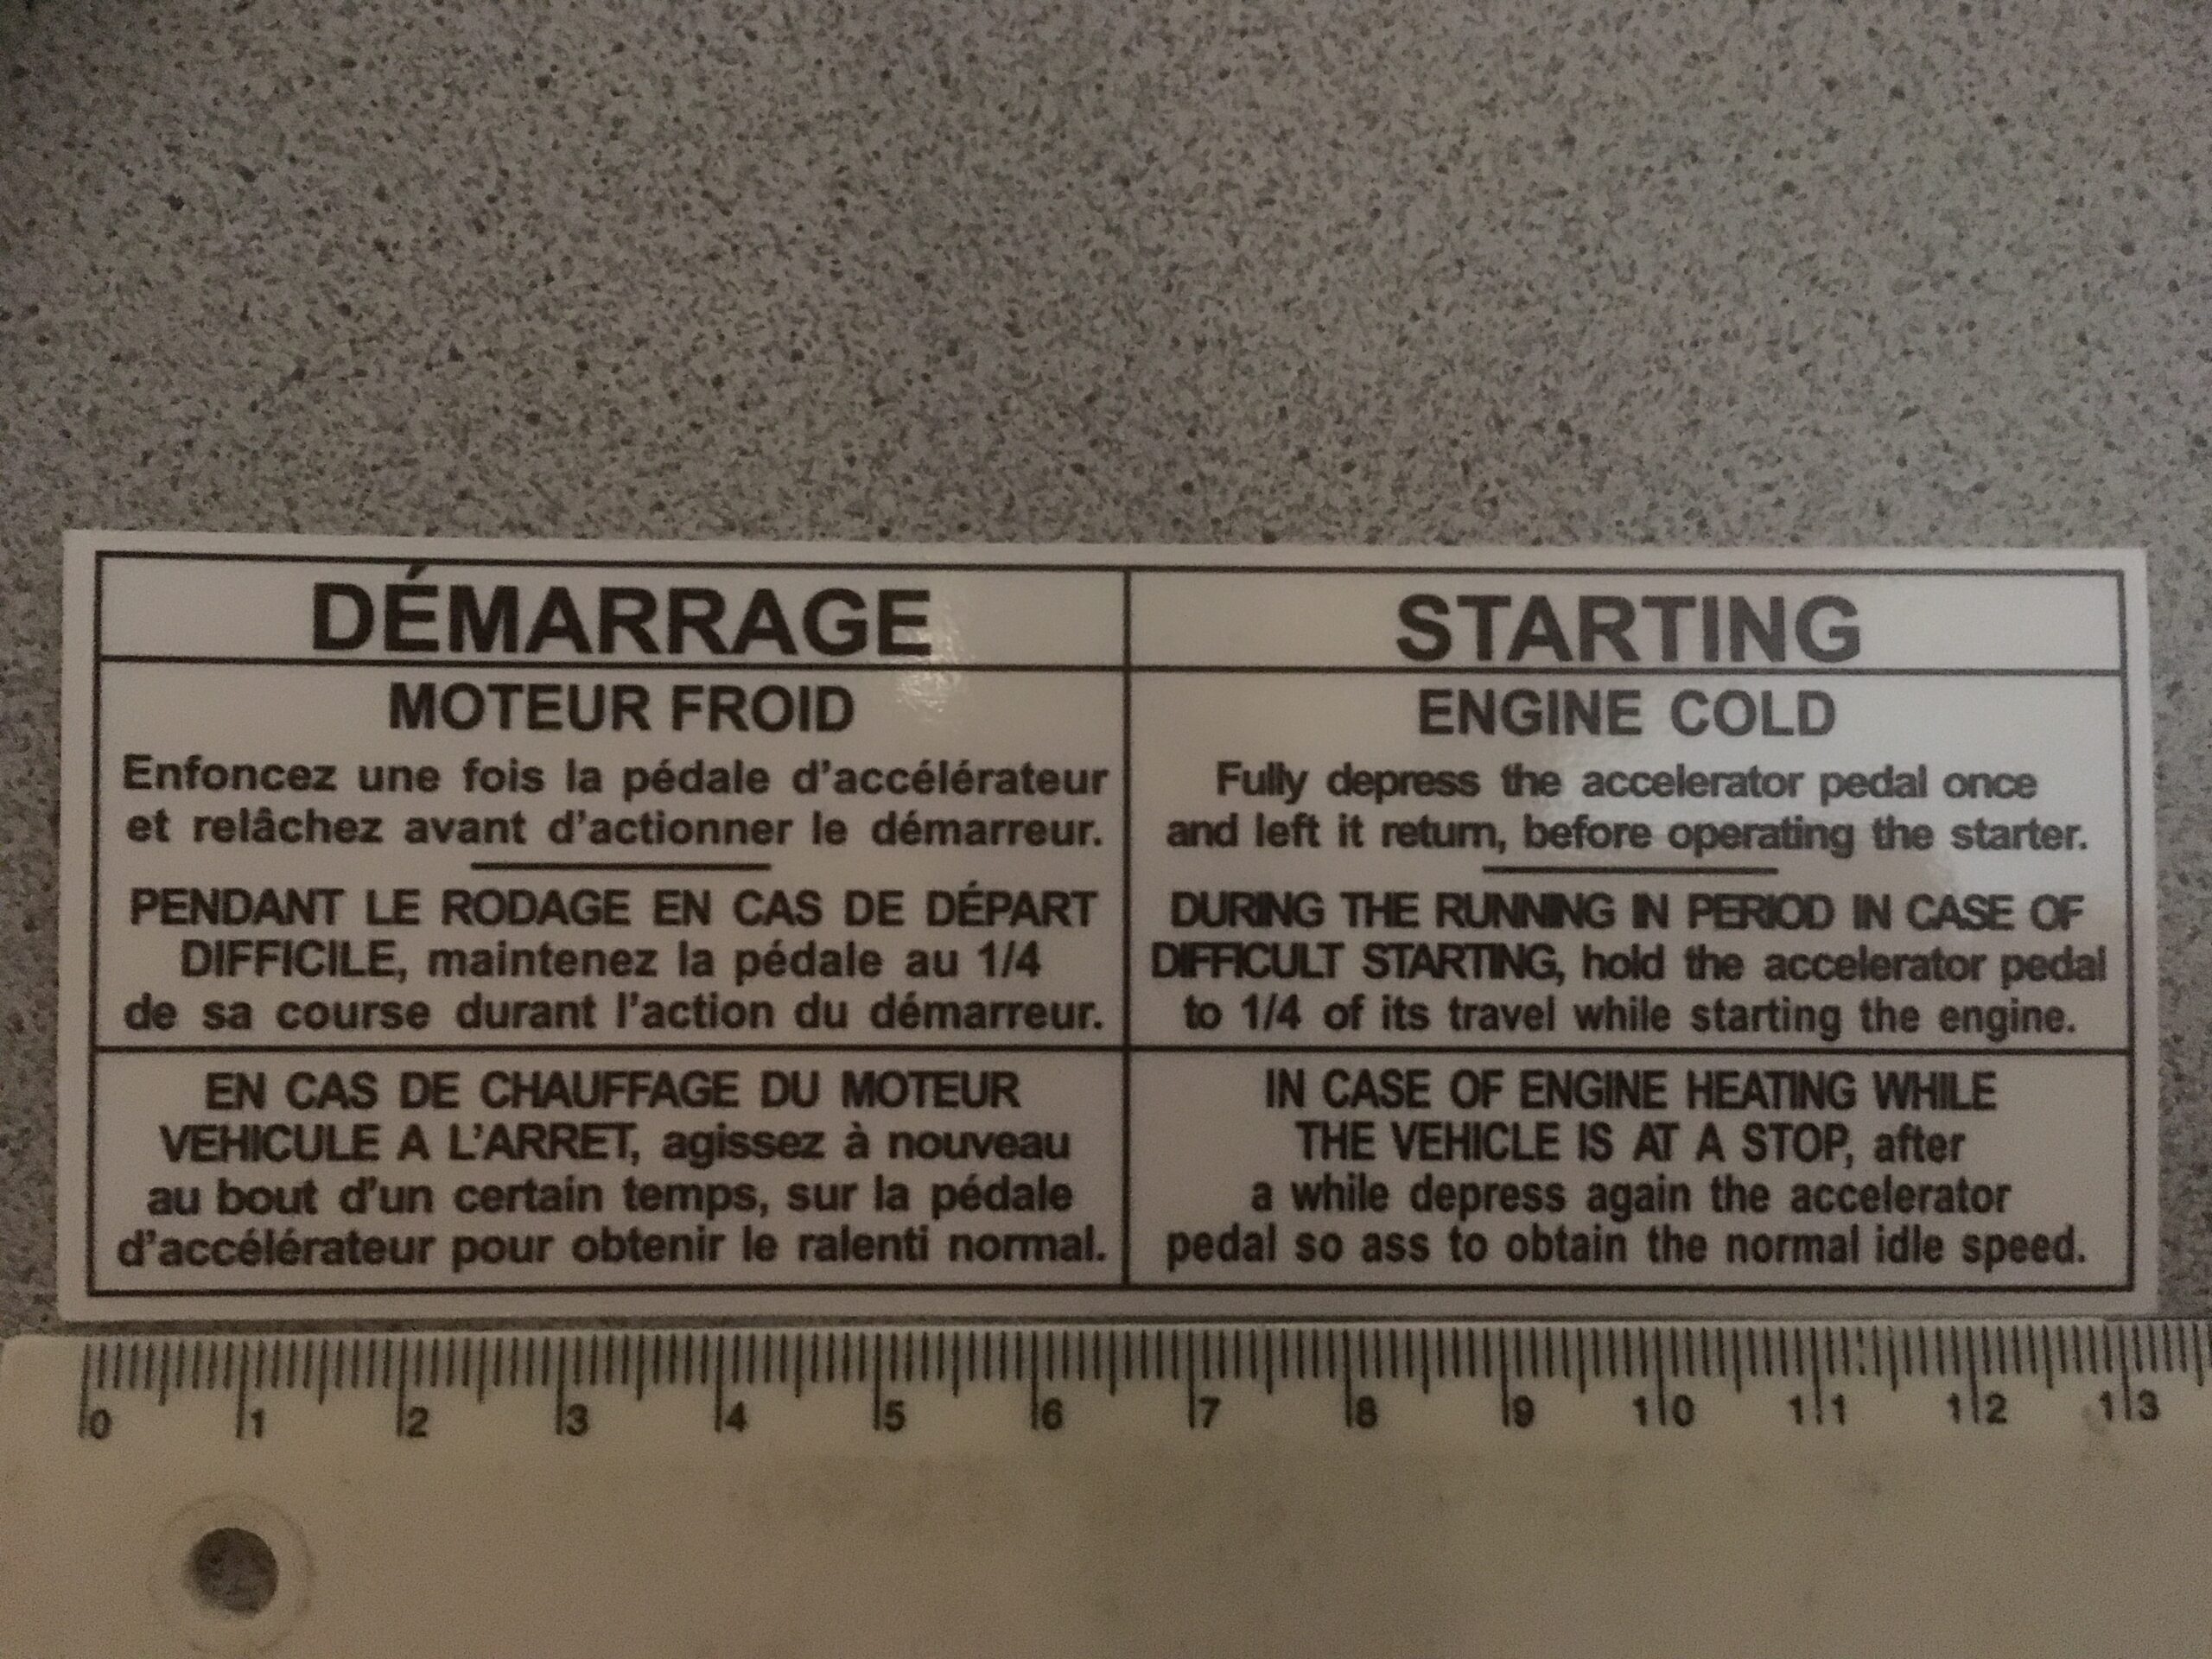 DÉMARRAGE
MOTEUR FROID
Enfoncez une fois la pédale d'accélérateur
et relâchez avant d'actionner le démarreur.
PENDANT LE RODAGE EN CAS DE DÉPART
DIFFICILE, maintenez la pédale au 1/4
de sa course durant l'action du démarreur.
EN CAS DE CHAUFFAGE DU MOTEUR
VEHICULE A L'ARRET, agissez à nouveau
au bout d'un certain temps, sur la pédale
d'accélérateur pour obtenir le ralenti normal.
STARTING
ENGINE COLD
Fully depress the accelerator pedal once
and left it return, before operating the starter.
DURING THE RUNNING IN PERIOD IN CASE OF
DIFFICULT STARTING, hold the accelerator pedal
to 1/4 of its travel while starting the engine.
IN CASE OF ENGINE HEATING WHILE
THE VEHICLE IS AT A STOP, after
a while depress again the accelerator
pedal so ass to obtain the normal idle speed.
0 1 2 3 4 5 6 7 8 9 10 11 12 13